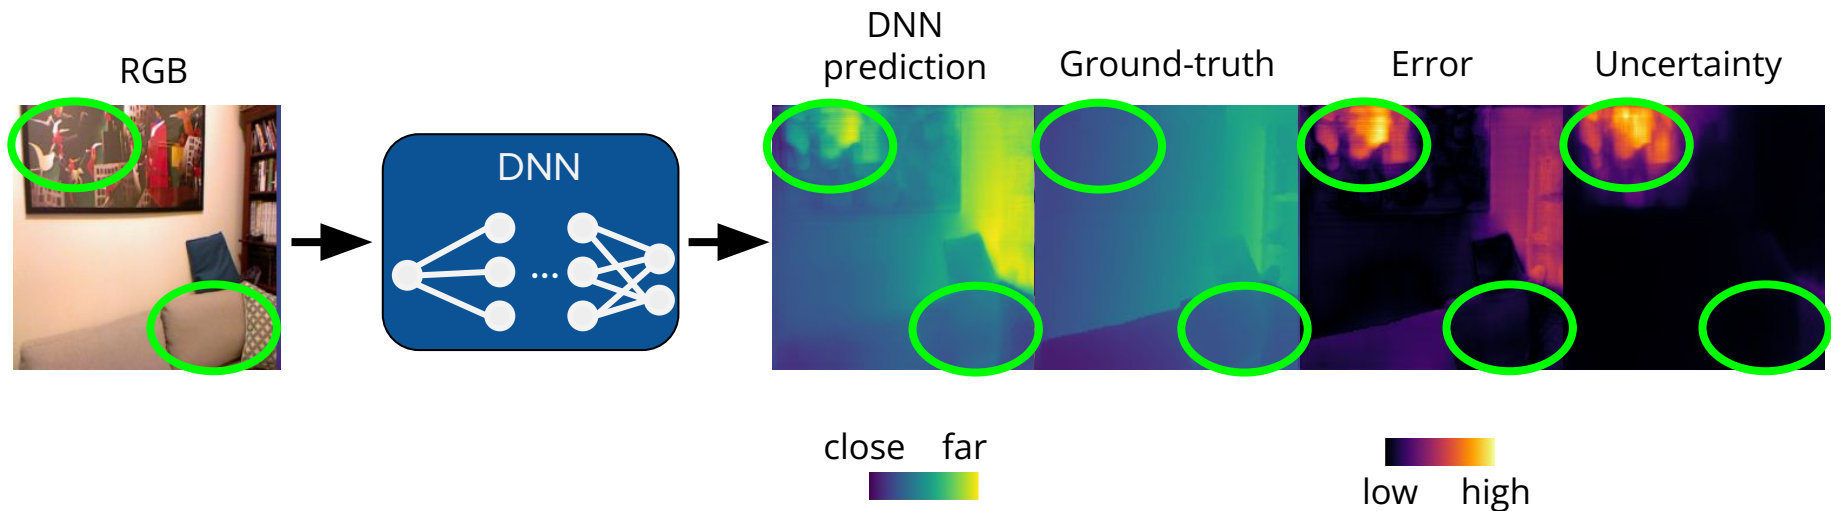 RGB
DNN
DNN
prediction
Ground-truth
Error
Uncertainty
...
close far
low high